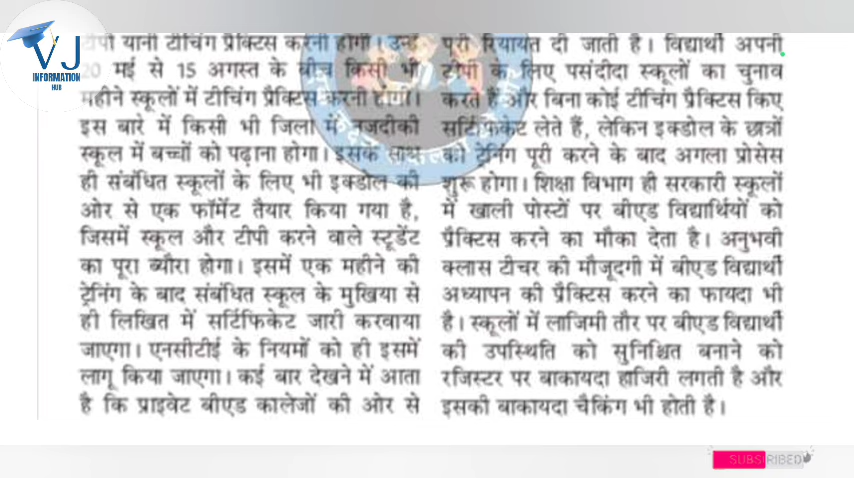 VJ
INFORMATION
HUB
टीपी यानी टीचिंग प्रैक्टिस करनी होगी। उन्हें
20 मई से 15 अगस्त के बीच किसी भी
महीने स्कूलों में टीचिंग प्रैक्टिस करना होगी।
इस बारे में किसी भी जिला में नजदीकी
स्कूल में बच्चों को पढ़ाना होगा। इसके साथ
ही संबंधित स्कूलों के लिए भी इक्डोल की
ओर से एक फॉर्मेट तैयार किया गया है,
जिसमें स्कूल और टीपी करने वाले स्टूडेंट
का पूरा ब्यौरा होगा। इसमें एक महीने की
ट्रेनिंग के बाद संबंधित स्कूल के मुखिया से
ही लिखित में सर्टिफिकेट जारी करवाया
जाएगा। एनसीटीई के नियमों को ही इसमें
लागू किया जाएगा। कई बार देखने में आता
है कि प्राइवेट बीएड कालेजों की ओर से
पूरी रियायत दी जाती है। विद्यार्थी अपनी
टीपी के लिए पसंदीदा स्कूलों का चुनाव
करते हैं और बिना कोई टीचिंग प्रैक्टिस किए
सर्टिफिकेट लेते हैं, लेकिन इक्डोल के छात्रों
को ट्रेनिंग पूरी करने के बाद अगला प्रोसेस
शुरू होगा। शिक्षा विभाग ही सरकारी स्कूलों
में खाली पोस्टों पर बीएड विद्यार्थियों को
प्रैक्टिस करने का मौका देता है। अनुभवी
क्लास टीचर की मौजूदगी में बीएड विद्यार्थी
अध्यापन की प्रैक्टिस करने का फायदा भी
है। स्कूलों में लाजिमी तौर पर बीएड विद्यार्थी
की उपस्थिति को सुनिश्चित बनाने को
रजिस्टर पर बाकायदा हाजिरी लगती है और
इसकी बाकायदा चैकिंग भी होती है।
SUBSCRIBED